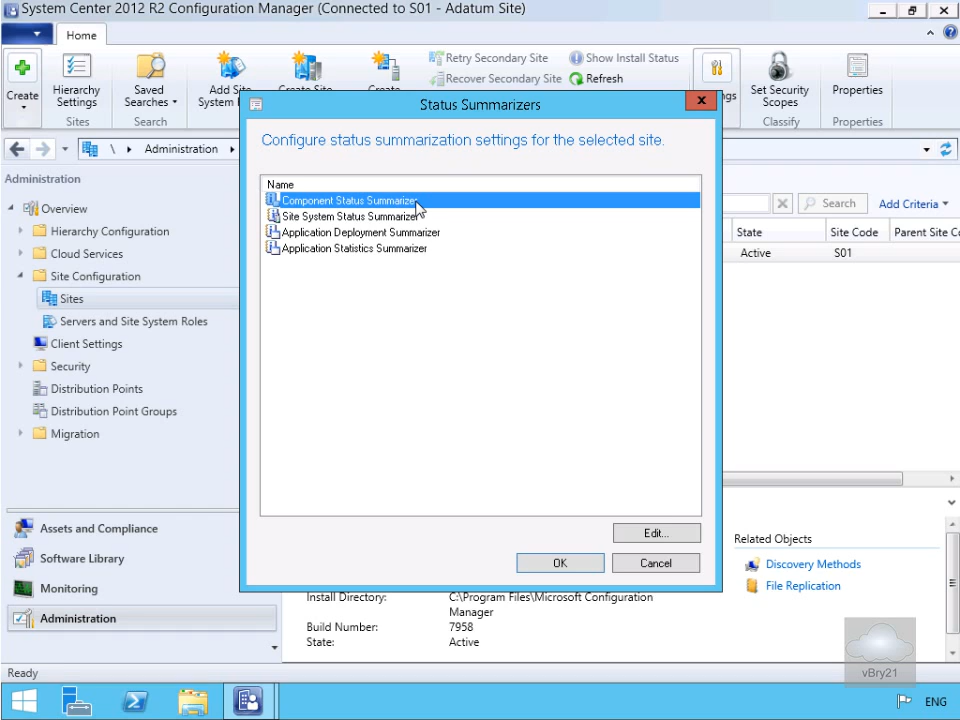 System Center 2012 R2 Configuration Manager (Connected to S01 - Adatum Site)
Home
Create
Hierarchy Settings
Saved Searches
Retry Secondary Site
Recover Secondary Site
Show Install Status
Refresh
Set Security Scopes
Properties
Sites
Search
Classify
Properties
\ Administration
Status Summarizers
Configure status summarization settings for the selected site.
Name
Component Status Summarizer
Site System Status Summarizer
Application Deployment Summarizer
Application Statistics Summarizer
Edit...
OK
Cancel
Administration
Overview
Hierarchy Configuration
Cloud Services
Site Configuration
Sites
Servers and Site System Roles
Client Settings
Security
Distribution Points
Distribution Point Groups
Migration
Assets and Compliance
Software Library
Monitoring
Administration
Search
Add Criteria
State
Site Code
Parent Site Co
Active
S01
Install Directory: C:\Program Files\Microsoft Configuration
Manager
Build Number: 7958
State: Active
Related Objects
Discovery Methods
File Replication
vBry21
Ready
ENG